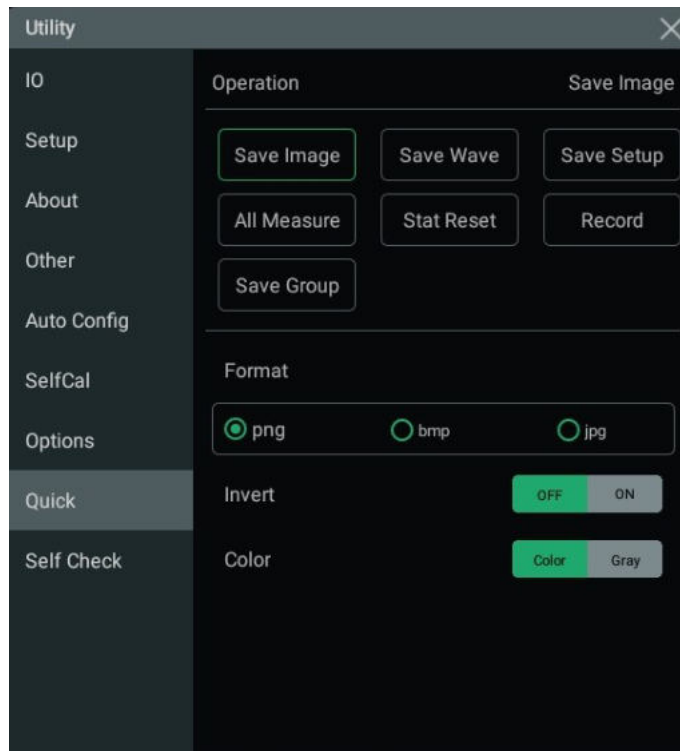 Utility
IO
Setup
About
Other
Auto Config
SelfCal
Options
Quick
Self Check
Operation Save Image
Save Image Save Wave Save Setup
All Measure Stat Reset Record
Save Group
Format
png bmp jpg
Invert OFF ON
Color Color Gray